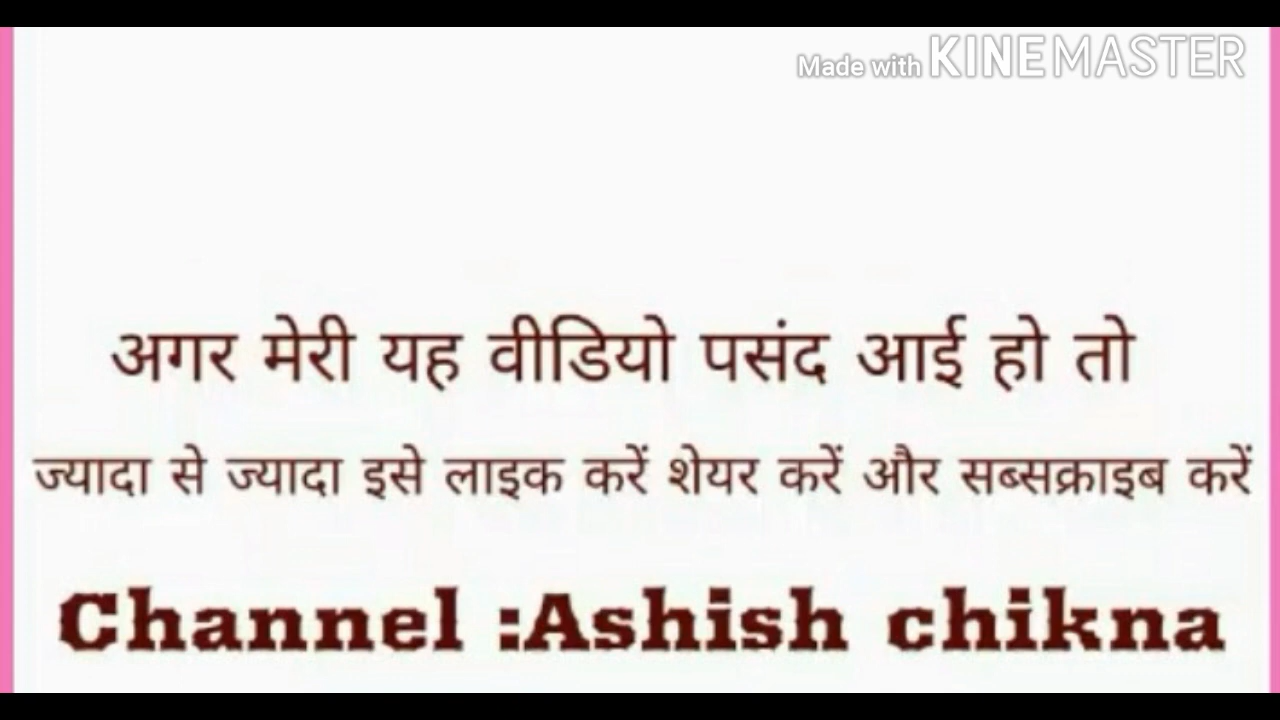 Made with KINEMASTER
अगर मेरी यह वीडियो पसंद आई हो तो
ज्यादा से ज्यादा इसे लाइक करें शेयर करें और सब्सक्राइब करें
Channel :Ashish chikna